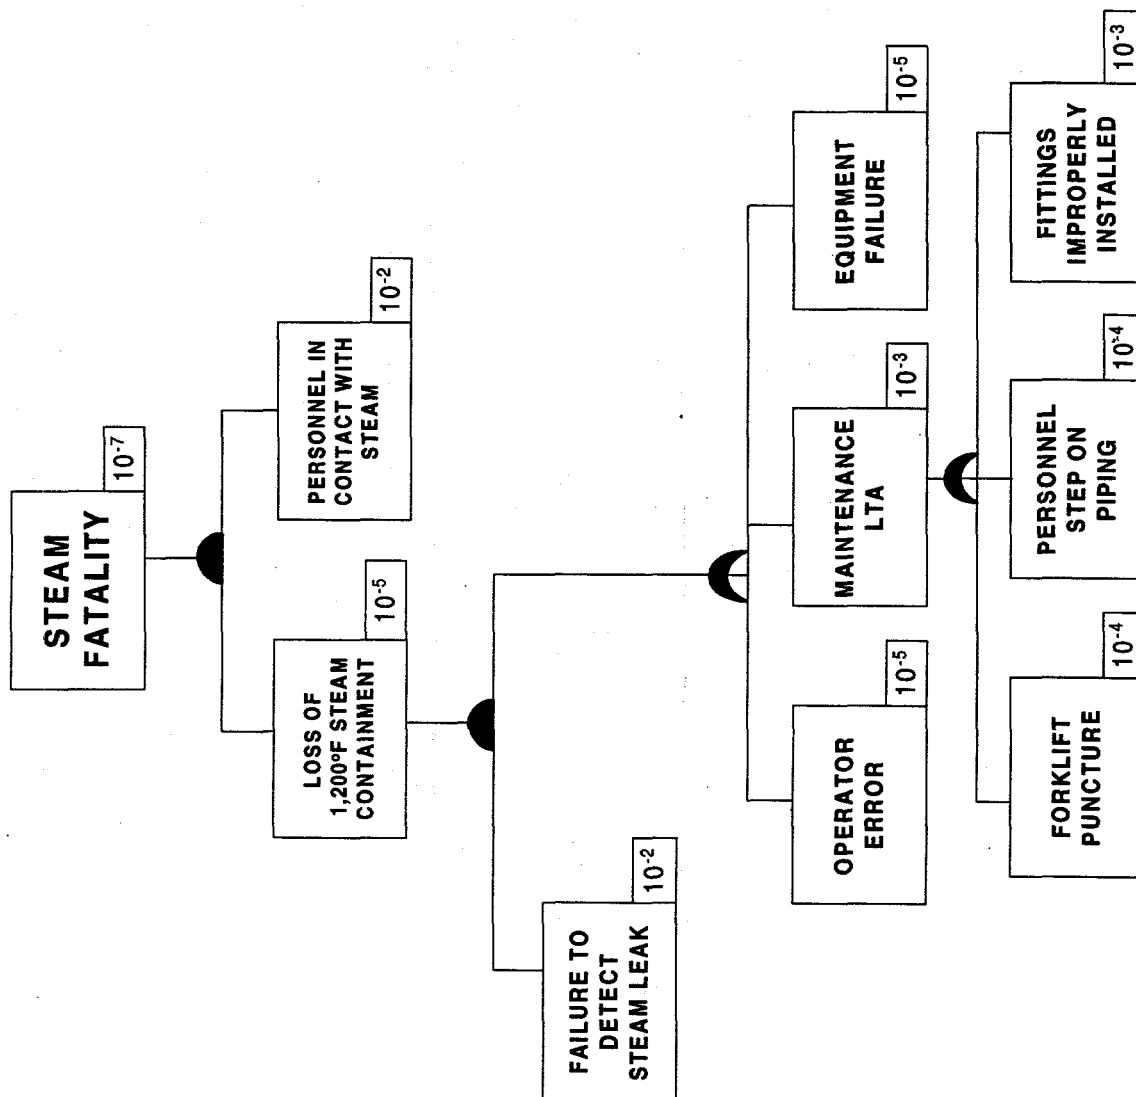 STEAM
FATALITY
10-7
LOSS OF
1,200ºF STEAM
CONTAINMENT
10-5
PERSONNEL IN
CONTACT WITH
STEAM
10-2
FAILURE TO
DETECT
STEAM LEAK
10-2
OPERATOR
ERROR
10-5
MAINTENANCE
LTA
10-3
EQUIPMENT
FAILURE
10-5
FORKLIFT
PUNCTURE
10-4
PERSONNEL
STEP ON
PIPING
10-4
FITTINGS
IMPROPERLY
INSTALLED
10-3